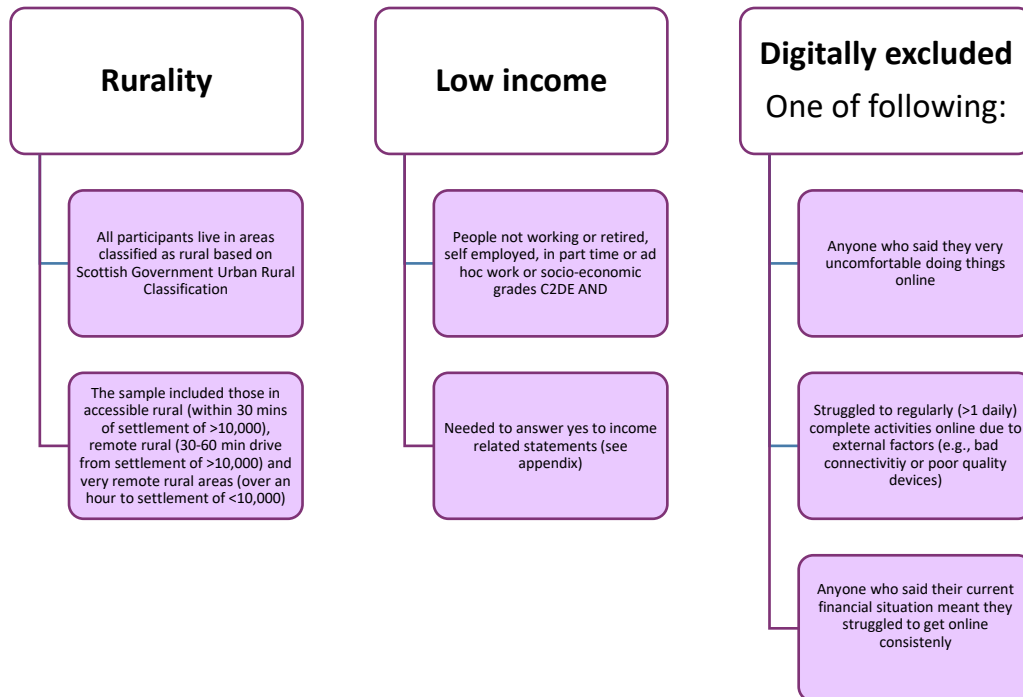 Rurality
All participants live in areas
classified as rural based on
Scottish Government Urban Rural
Classification
The sample included those in
accessible rural (within 30 mins
of settlement of >10,000),
remote rural (30-60 min drive
from settlement of >10,000) and
very remote rural areas (over an
hour to settlement of <10,000)
Low income
People not working or retired,
self employed, in part time or ad
hoc work or socio-economic
grades C2DE AND
Needed to answer yes to income
related statements (see
appendix)
Digitally excluded
One of following:
Anyone who said they very
uncomfortable doing things
online
Struggled to regularly (>1 daily)
complete activities online due to
external factors (e.g., bad
connectivitiy or poor quality
devices)
Anyone who said their current
financial situation meant they
struggled to get online
consistenly